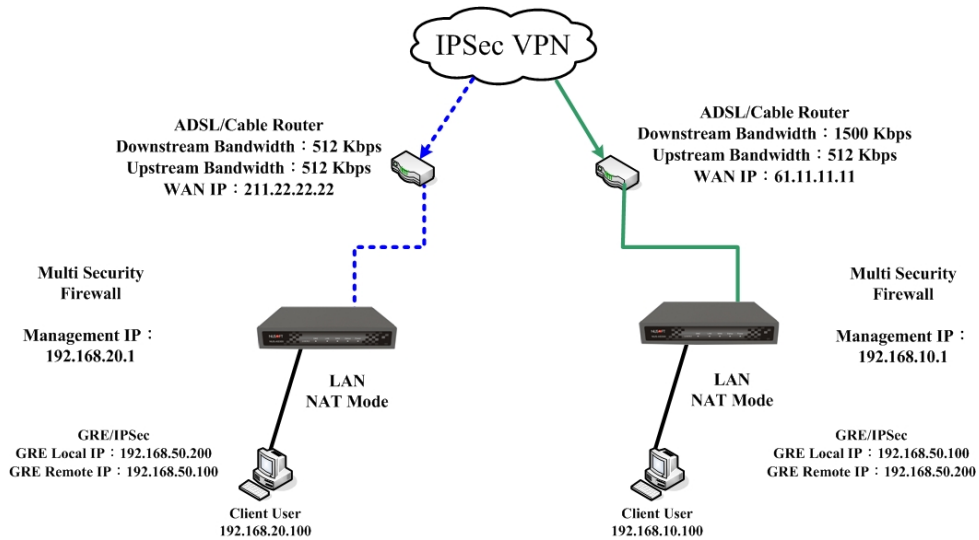 IPSec VPN
ADSL/Cable Router
Downstream Bandwidth：512 Kbps
Upstream Bandwidth：512 Kbps
WAN IP：211.22.22.22
ADSL/Cable Router
Downstream Bandwidth：1500 Kbps
Upstream Bandwidth：512 Kbps
WAN IP：61.11.11.11
Multi Security
Firewall
Management IP：
192.168.20.1
Multi Security
Firewall
Management IP：
192.168.10.1
LAN
NAT Mode
LAN
NAT Mode
GRE/IPSec
GRE Local IP：192.168.50.200
GRE Remote IP：192.168.50.100
GRE/IPSec
GRE Local IP：192.168.50.100
GRE Remote IP：192.168.50.200
Client User
192.168.20.100
Client User
192.168.10.100